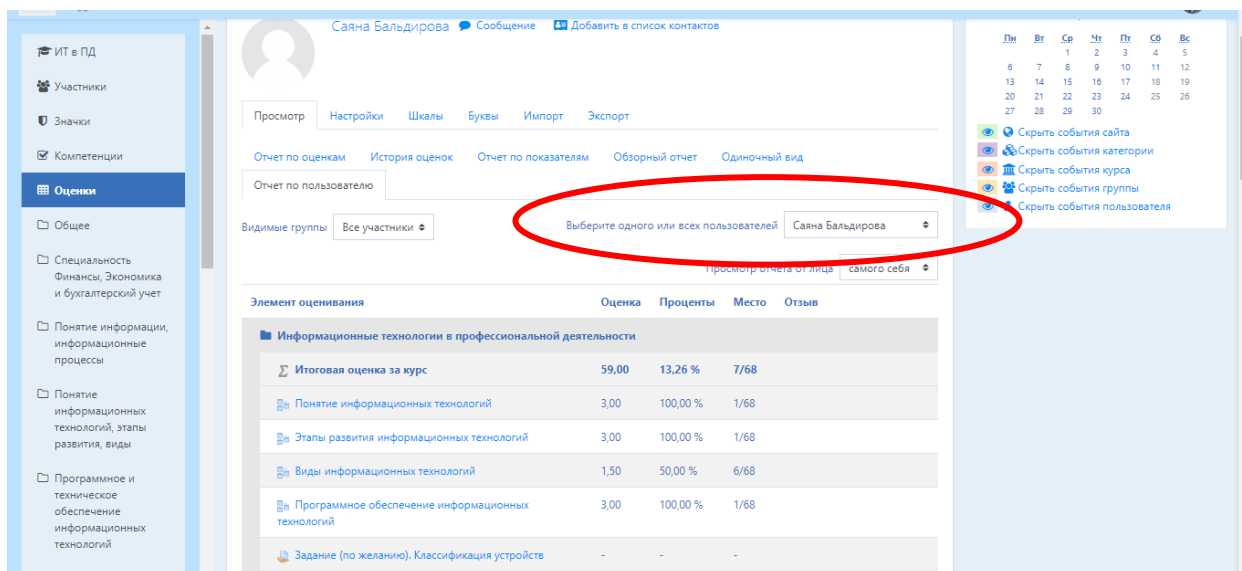 Саяна Бальдирова Сообщение Добавить в список контактов
ИТ в ПД
Участники
Значки
Компетенции
Оценки
Общее
Специальность
Финансы, Экономика
и бухгалтерский учет
Понятие информации,
информационные
процессы
Понятие
информационных
технологий, этапы
развития, виды
Программное и
техническое
обеспечение
информационных
технологий
Просмотр Настройки Шкалы Буквы Импорт Экспорт
Отчет по оценкам История оценок Отчет по показателям Обзорный отчет Одиночный вид
Отчет по пользователю
Видимые группы Все участники Выберите одного или всех пользователей Саяна Бальдирова
Просмотр отчета от лица самого себя
Элемент оценивания Оценка Проценты Место Отзыв
Информационные технологии в профессиональной деятельности
Итоговая оценка за курс 59,00 13,26 % 7/68
Понятие информационных технологий 3,00 100,00 % 1/68
Этапы развития информационных технологий 3,00 100,00 % 1/68
Виды информационных технологий 1,50 50,00 % 6/68
Программное обеспечение информационных 3,00 100,00 % 1/68
технологий
Задание (по желанию). Классификация устройств - - -
Пн Вт Ср Чт Пт Сб Вс
1 2 3 4 5
6 7 8 9 10 11 12
13 14 15 16 17 18 19
20 21 22 23 24 25 26
27 28 29 30
Скрыть события сайта
Скрыть события категории
Скрыть события курса
Скрыть события группы
Скрыть события пользователя